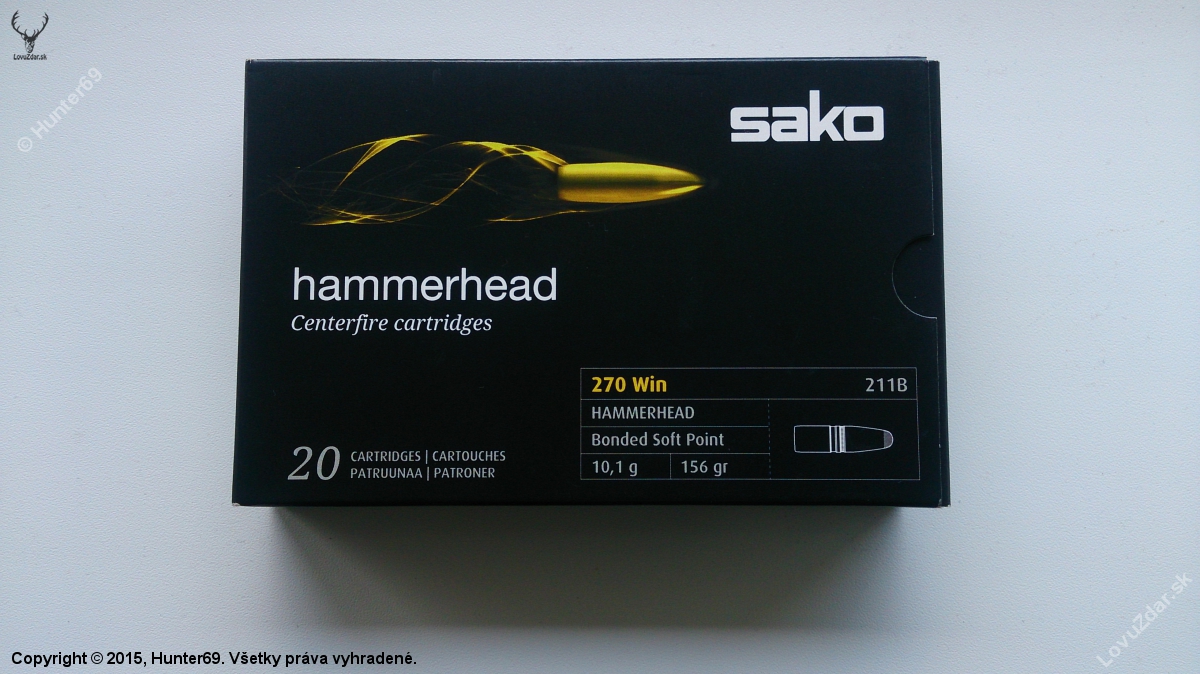 LovuZdar.sk
© Hunter69
sako
hammerhead
Centerfire cartridges
270 Win 211B
HAMMERHEAD
Bonded Soft Point
10,1 g 156 gr
20 CARTRIDGES | CARTOUCHES
PATRUUNAA | PATRONER
LovuZdar.sk
Copyright © 2015, Hunter69. Všetky práva vyhradené.